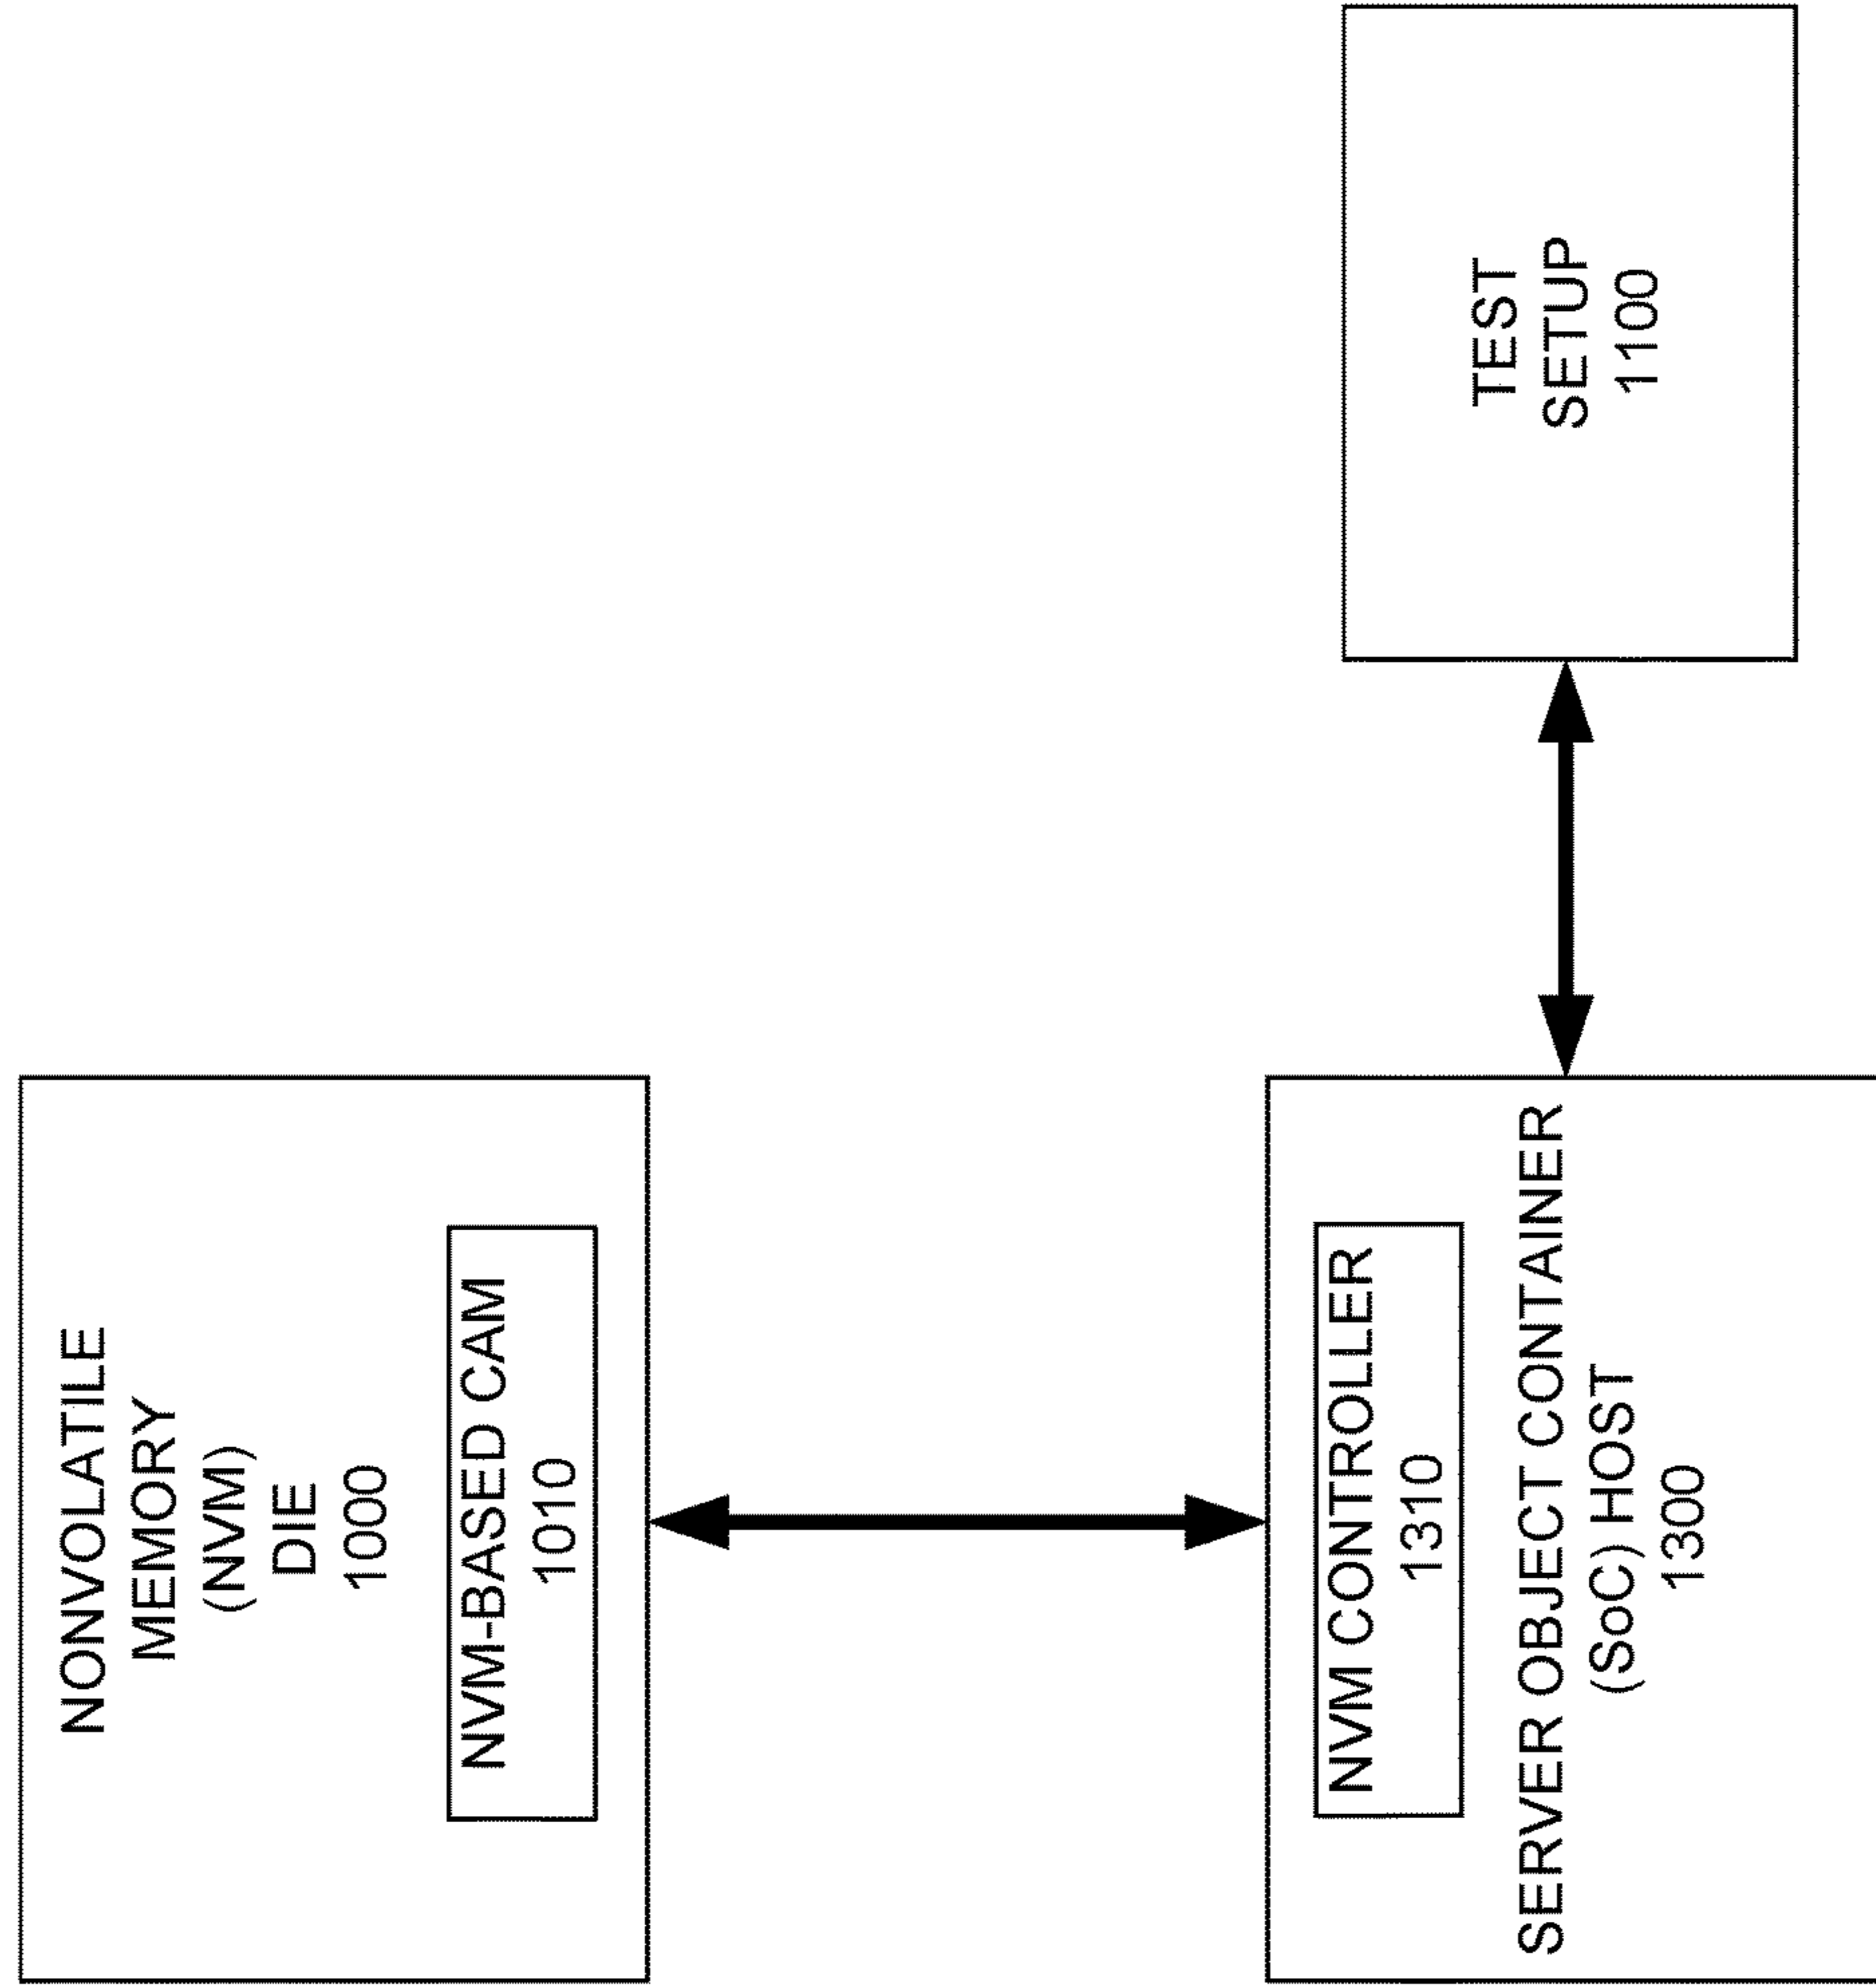 NONVOLATILE
MEMORY
(NVM)
DIE
1000
NVM-BASED CAM
1010
NVM CONTROLLER
1310
SERVER OBJECT CONTAINER
(SoC) HOST
1300
TEST
SETUP
1100